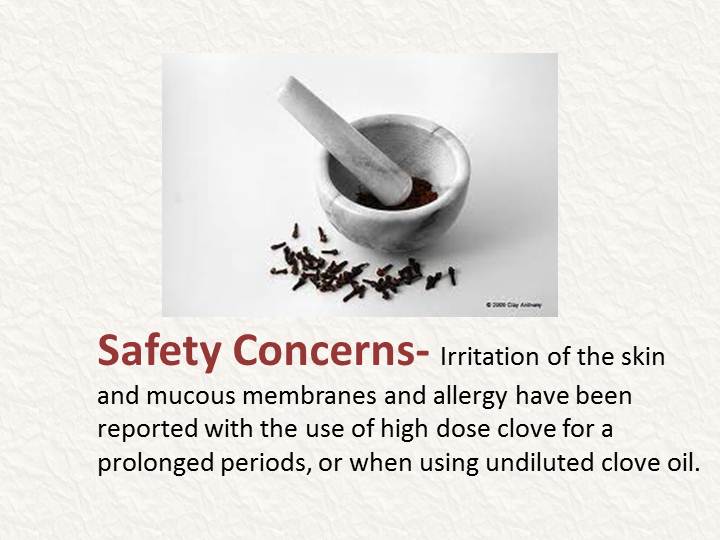 © 2009 Clay Anthony
Safety Concerns- Irritation of the skin
and mucous membranes and allergy have been
reported with the use of high dose clove for a
prolonged periods, or when using undiluted clove oil.